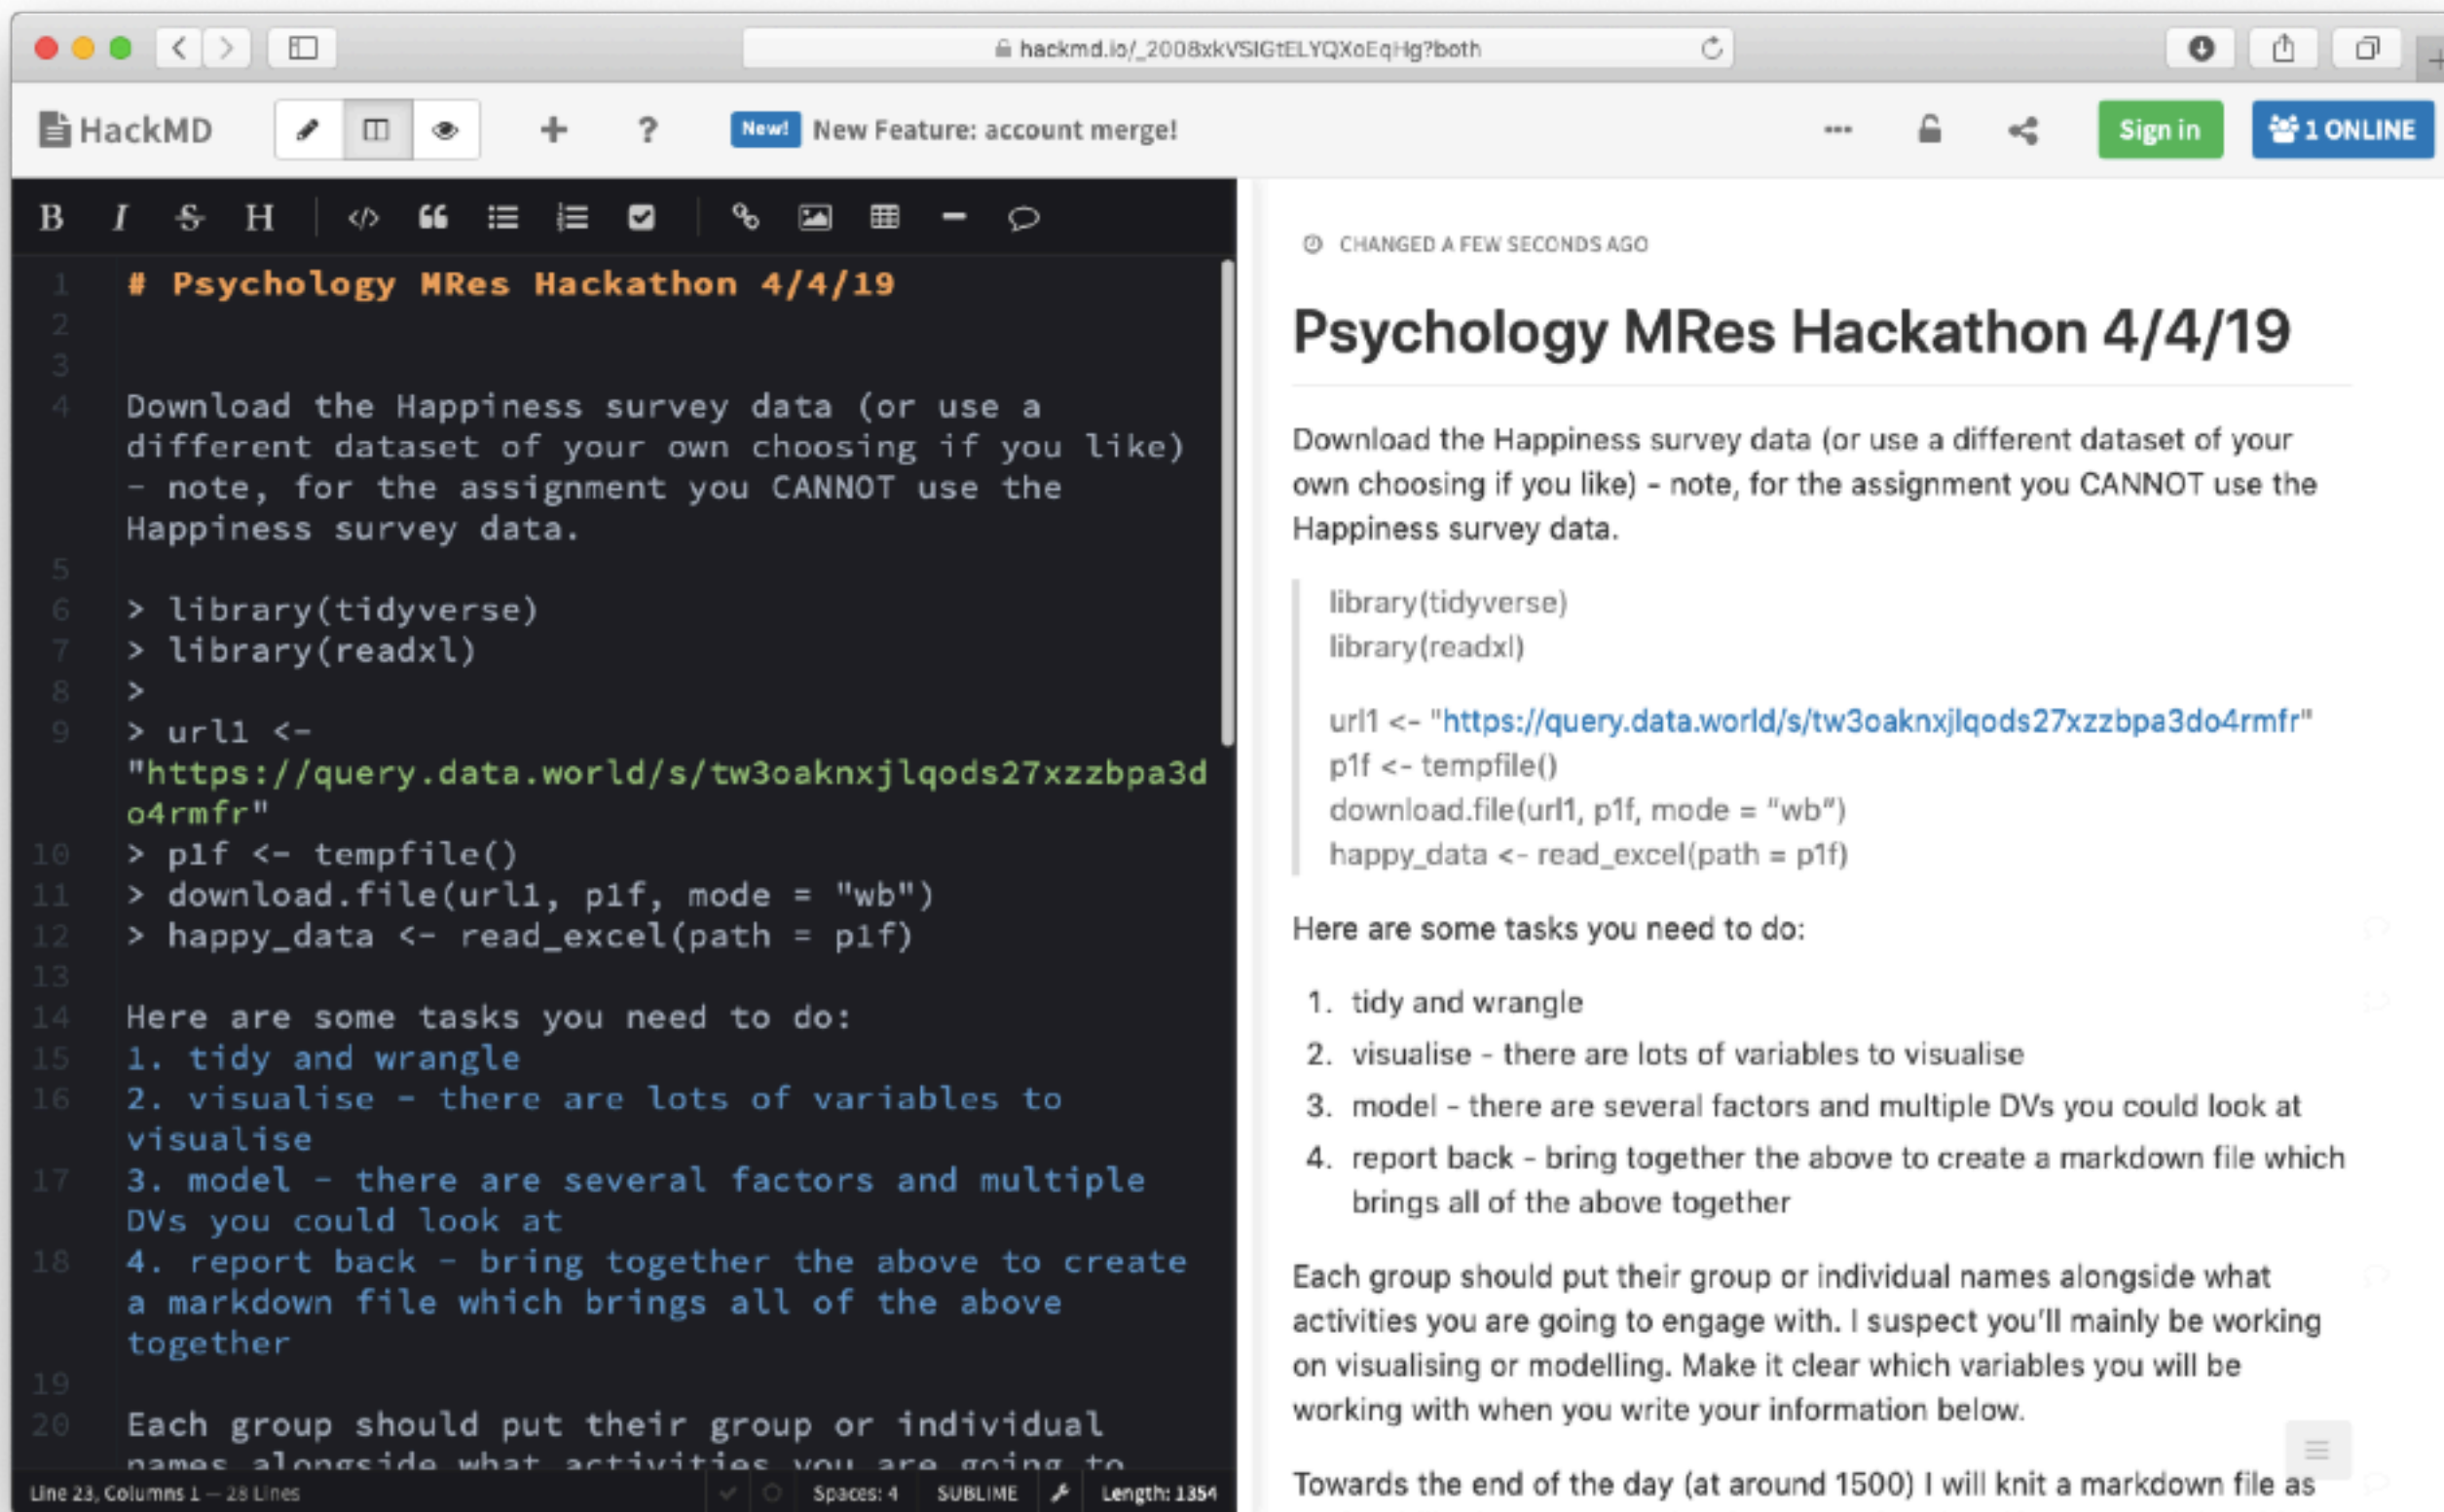 hackmd.io/_2008xkVSIGtELYQXoEqHg?both
HackMD
New! New Feature: account merge!
Sign in
1 ONLINE
B I S H
1 # Psychology MRes Hackathon 4/4/19
2
3
4 Download the Happiness survey data (or use a
different dataset of your own choosing if you like)
– note, for the assignment you CANNOT use the
Happiness survey data.
5
6 > library(tidyverse)
7 > library(readxl)
8 >
9 > url1 <-
"https://query.data.world/s/tw3oaknxjlqods27xzzbpa3d
o4rmfr"
10 > p1f <- tempfile()
11 > download.file(url1, p1f, mode = "wb")
12 > happy_data <- read_excel(path = p1f)
13
14 Here are some tasks you need to do:
15 1. tidy and wrangle
16 2. visualise – there are lots of variables to
visualise
17 3. model – there are several factors and multiple
DVs you could look at
18 4. report back – bring together the above to create
a markdown file which brings all of the above
together
19
20 Each group should put their group or individual
names alongside what activities you are going to
Line 23, Columns 1 — 28 Lines
Spaces: 4 SUBLIME Length: 1354
CHANGED A FEW SECONDS AGO
Psychology MRes Hackathon 4/4/19
Download the Happiness survey data (or use a different dataset of your
own choosing if you like) – note, for the assignment you CANNOT use the
Happiness survey data.
library(tidyverse)
library(readxl)
url1 <- "https://query.data.world/s/tw3oaknxjlqods27xzzbpa3do4rmfr"
p1f <- tempfile()
download.file(url1, p1f, mode = “wb”)
happy_data <- read_excel(path = p1f)
Here are some tasks you need to do:
1. tidy and wrangle
2. visualise – there are lots of variables to visualise
3. model – there are several factors and multiple DVs you could look at
4. report back – bring together the above to create a markdown file which
brings all of the above together
Each group should put their group or individual names alongside what
activities you are going to engage with. I suspect you’ll mainly be working
on visualising or modelling. Make it clear which variables you will be
working with when you write your information below.
Towards the end of the day (at around 1500) I will knit a markdown file as